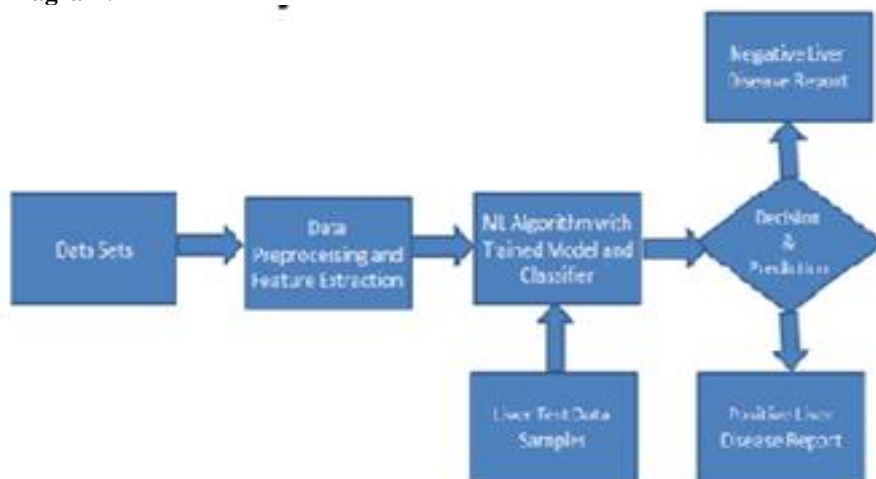 Negative Liver
Disease Report
Data Sets
Data
Preprocessing and
Feature Extraction
ML Algorithm with
Trained Model and
Classifier
Decision
&
Prediction
Liver Test Data
Samples
Positive Liver
Disease Report